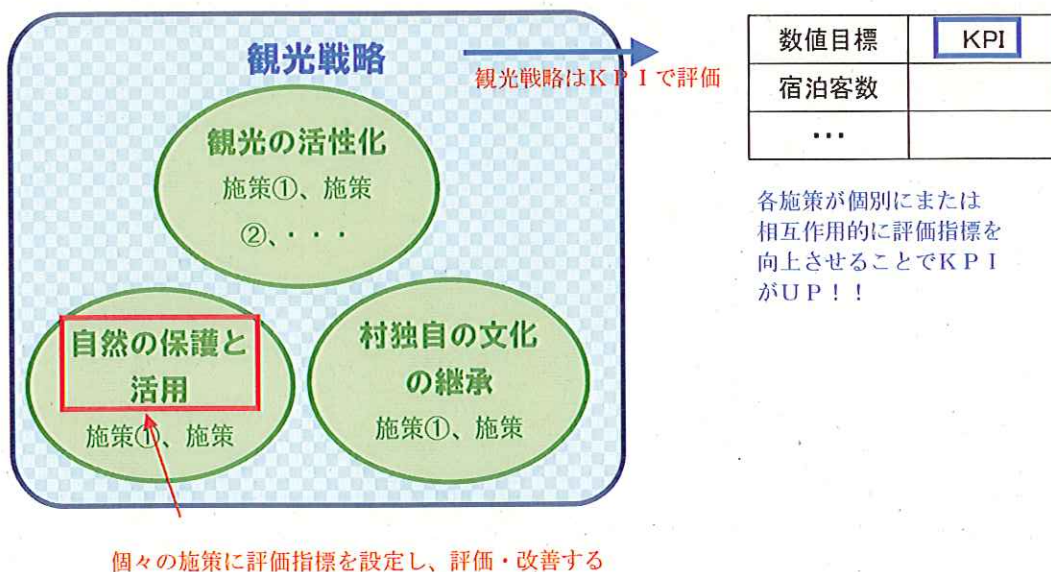 観光戦略
観光戦略はKPIで評価
観光の活性化
施策①、施策
②、・・・
自然の保護と
活用
施策①、施策
村独自の文化
の継承
施策①、施策
個々の施策に評価指標を設定し、評価・改善する
数値目標 KPI
宿泊客数
・・・
各施策が個別にまたは
相互作用的に評価指標を
向上させることでKPI
がUP！！